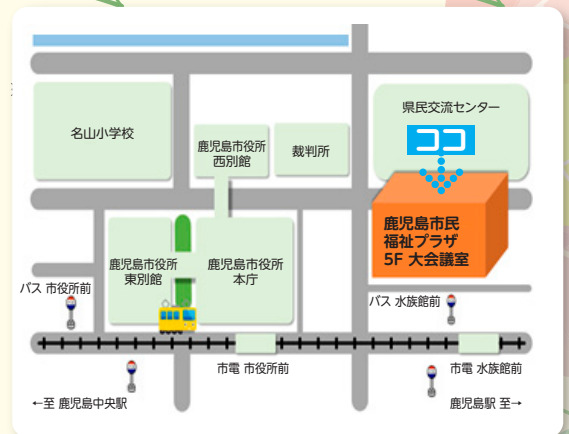 県民交流センター
名山小学校
ココ
鹿児島市役所
西別館
裁判所
鹿児島市民
福祉プラザ
5F 大会議室
鹿児島市役所
東別館
鹿児島市役所
本庁
バス 市役所前
バス 水族館前
市電 市役所前
市電 水族館前
←至 鹿児島中央駅
鹿児島駅 至→